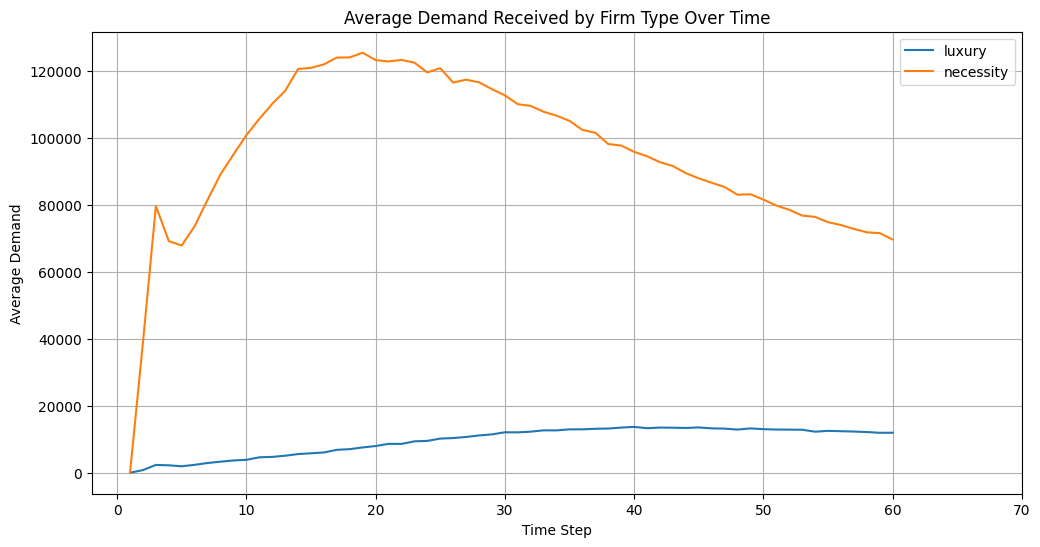 Average Demand Received by Firm Type Over Time
luxury
necessity
Average Demand
120000
100000
80000
60000
40000
20000
0
0 10 20 30 40 50 60 70
Time Step